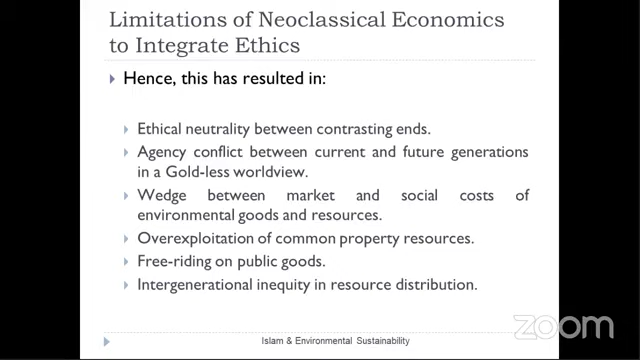 Limitations of Neoclassical Economics
to Integrate Ethics
Hence, this has resulted in:
Ethical neutrality between contrasting ends.
Agency conflict between current and future generations
in a Gold-less worldview.
Wedge between market and social costs of
environmental goods and resources.
Overexploitation of common property resources.
Free-riding on public goods.
Intergenerational inequity in resource distribution.
Islam & Environmental Sustainability
zoom